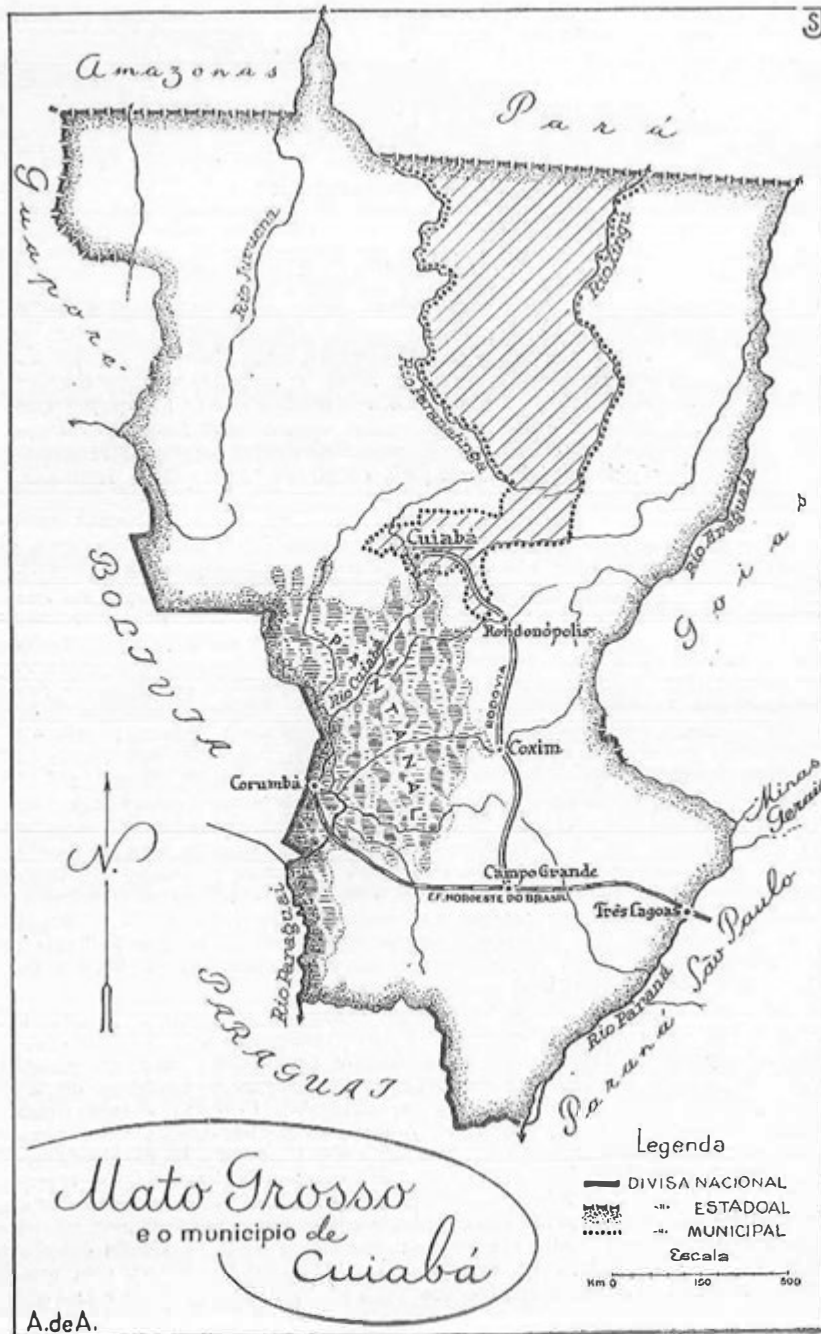 Amazonas
Pará
Guaporé
Rio Juruena
Rio Xingu
Rio Araguaia
Cuiabá
Goia
p
BOLIVIA
PANTANAL
Rio Cuiabá
Rondonópolis
RODOVIA
Coxim
Corumbá
Minas
Gerais
N.
Campo Grande
E.F. NOROESTE DO BRASIL
Três Lagoas
São Paulo
Rio Paraguai
PARAGUAI
Rio Paraná
Paraná
Mato Grosso
e o municipio de
Cuiabá
Legenda
DIVISA NACIONAL
-"- ESTADOAL
-"- MUNICIPAL
Escala
Km 0 150 500
A.deA.